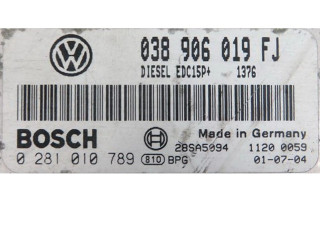 038 906 019 FJ
DIESEL EDC15P+ 1376
BOSCH
Made in Germany
28SA5094 1120 0059
0 281 010 789 810 BPG 01-07-04